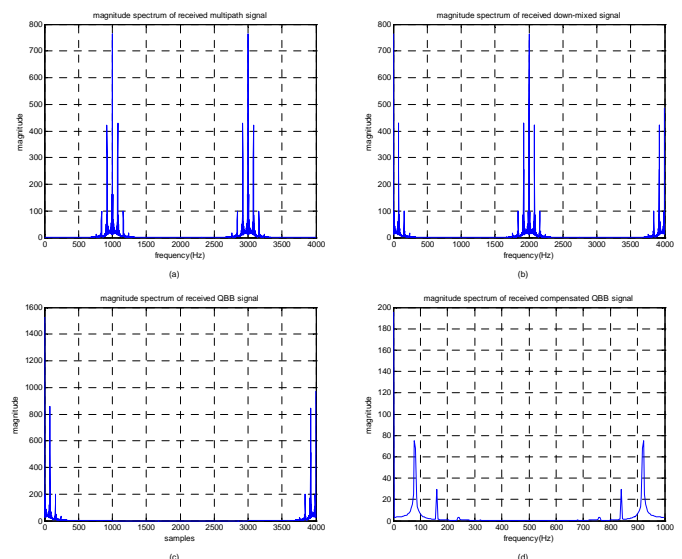 magnitude spectrum of received multipath signal
800
700
600
500
400
300
200
100
0
magnitude
0 500 1000 1500 2000 2500 3000 3500 4000
frequency(Hz)
(a)
magnitude spectrum of received down-mixed signal
800
700
600
500
400
300
200
100
0
magnitude
0 500 1000 1500 2000 2500 3000 3500 4000
frequency(Hz)
(b)
magnitude spectrum of received QBB signal
1600
1400
1200
1000
800
600
400
200
0
magnitude
0 500 1000 1500 2000 2500 3000 3500 4000
samples
(c)
magnitude spectrum of received compensated QBB signal
200
180
160
140
120
100
80
60
40
20
0
magnitude
0 100 200 300 400 500 600 700 800 900 1000
frequency(Hz)
(d)